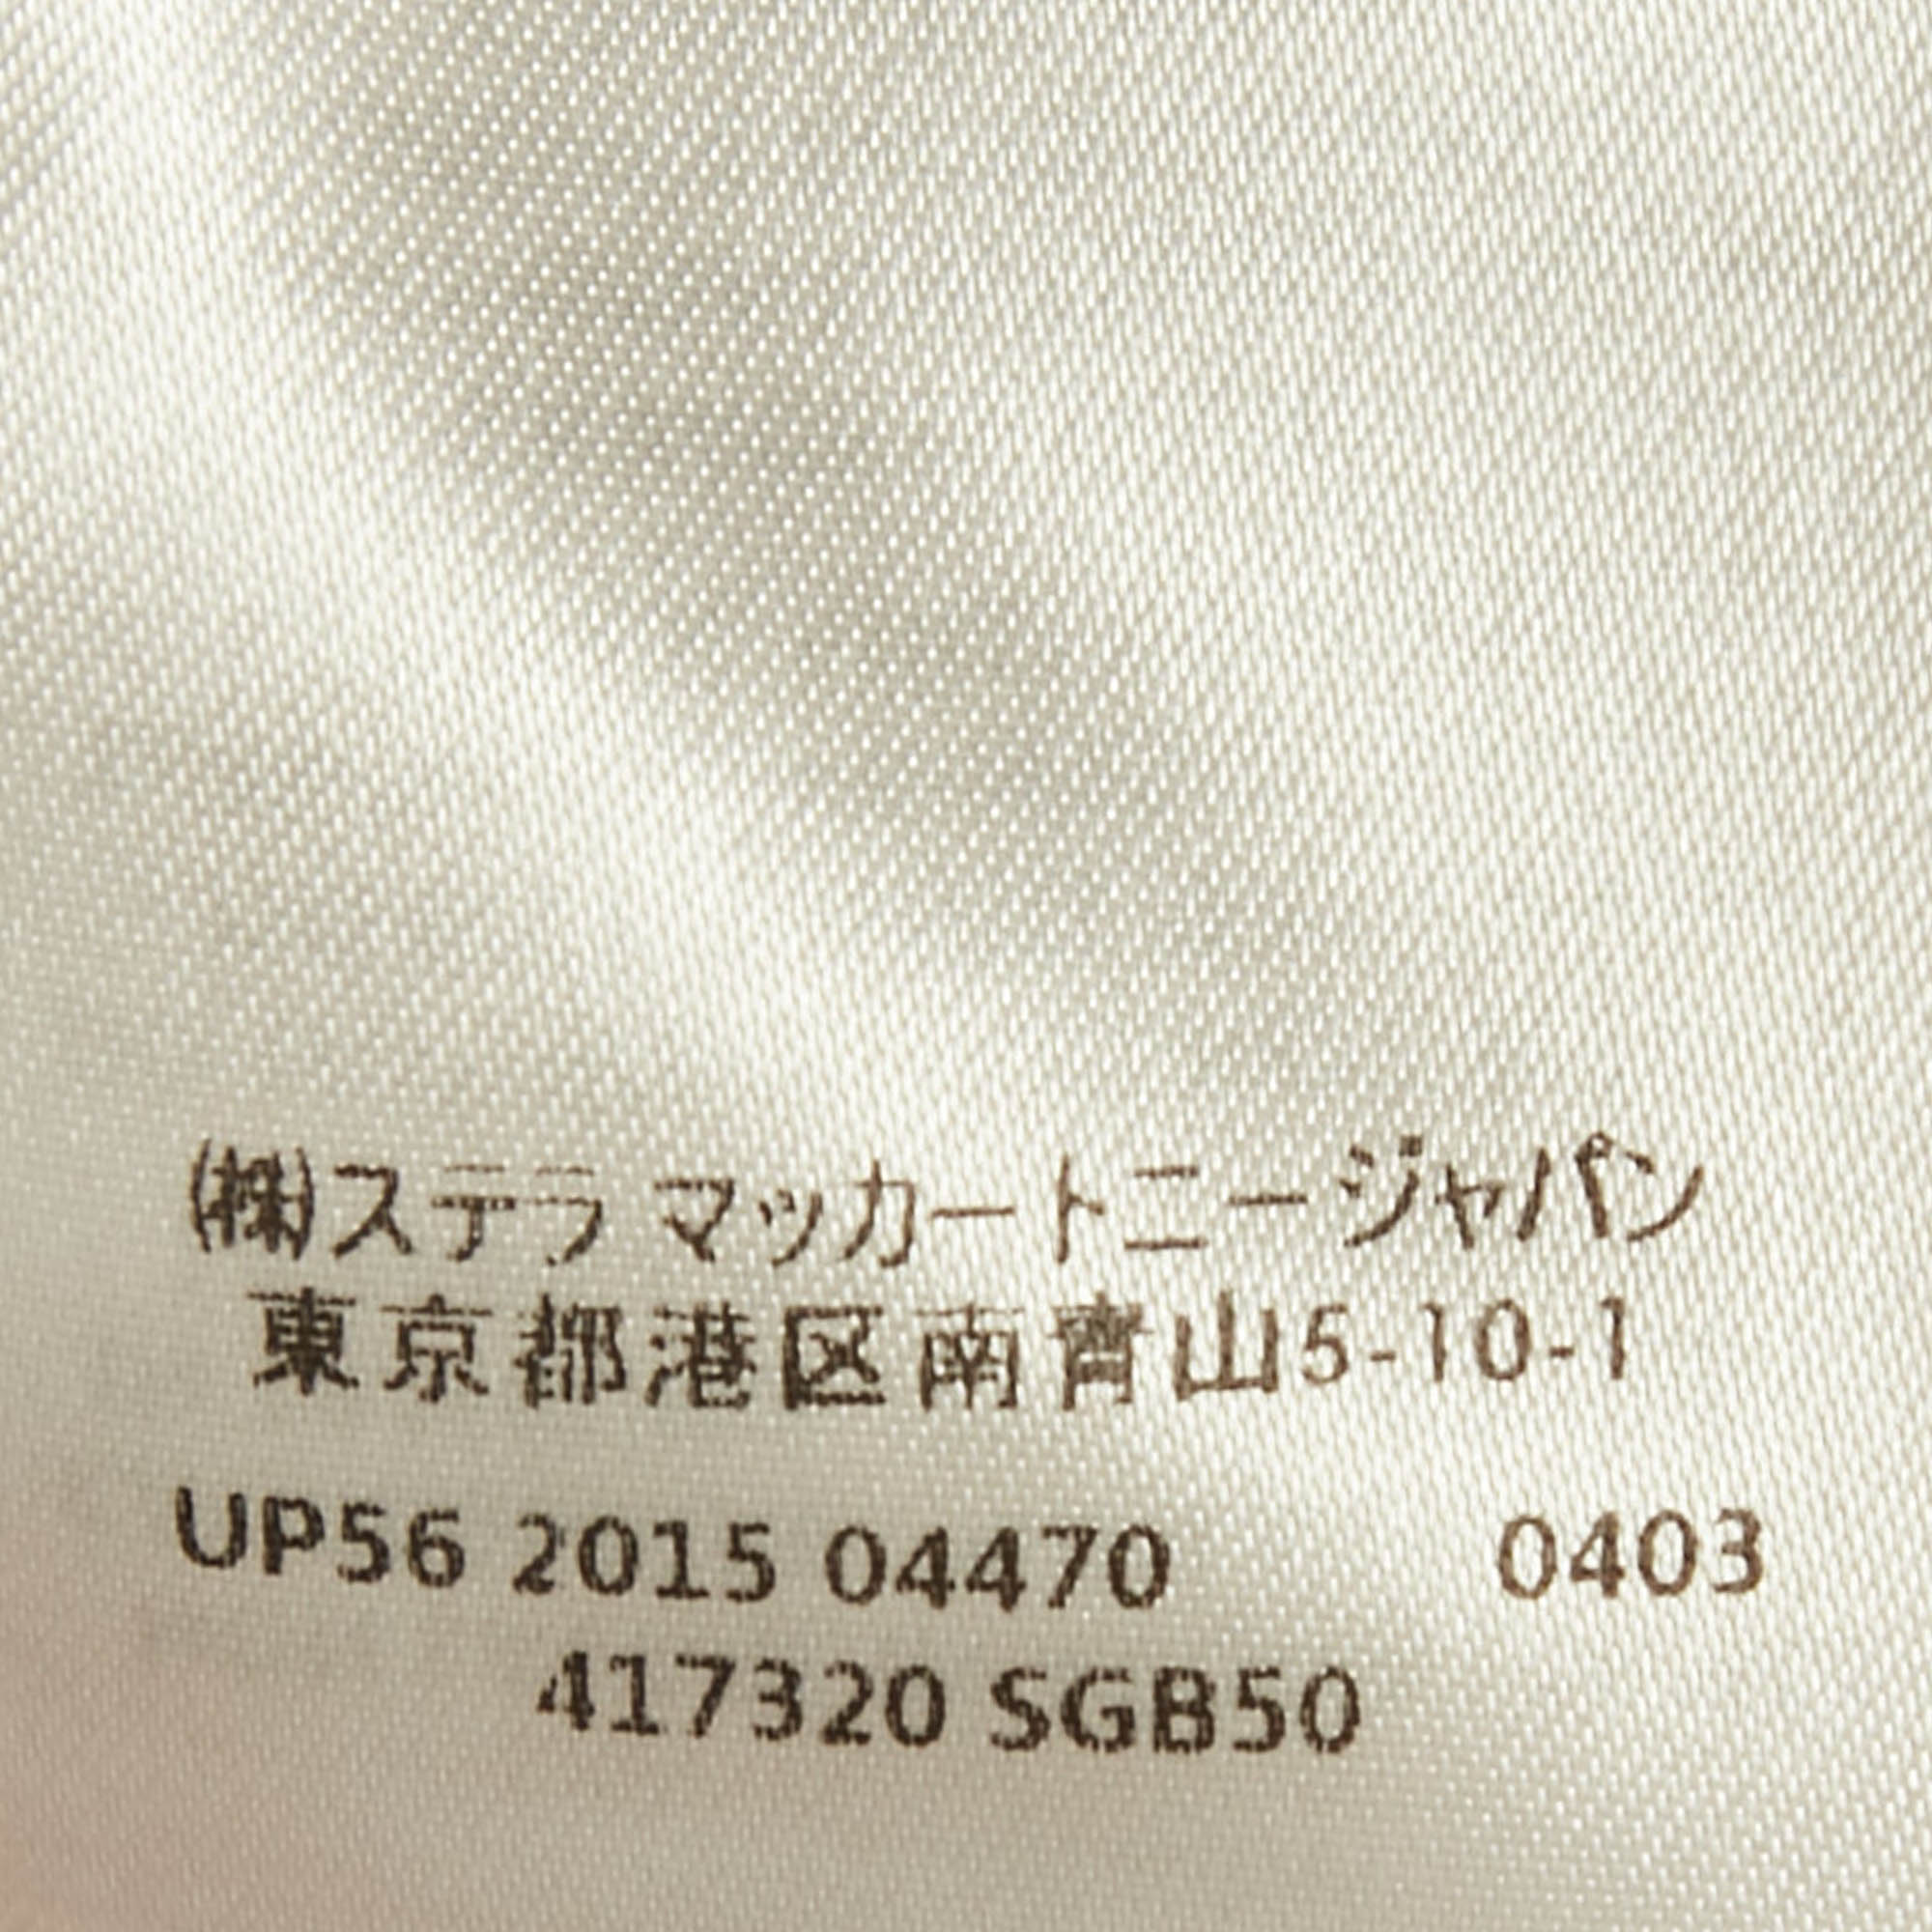 ㈱ステラ マッカートニージャパン
東京都港区南青山5-10-1
UP56 2015 04470 0403
417320 SGB50